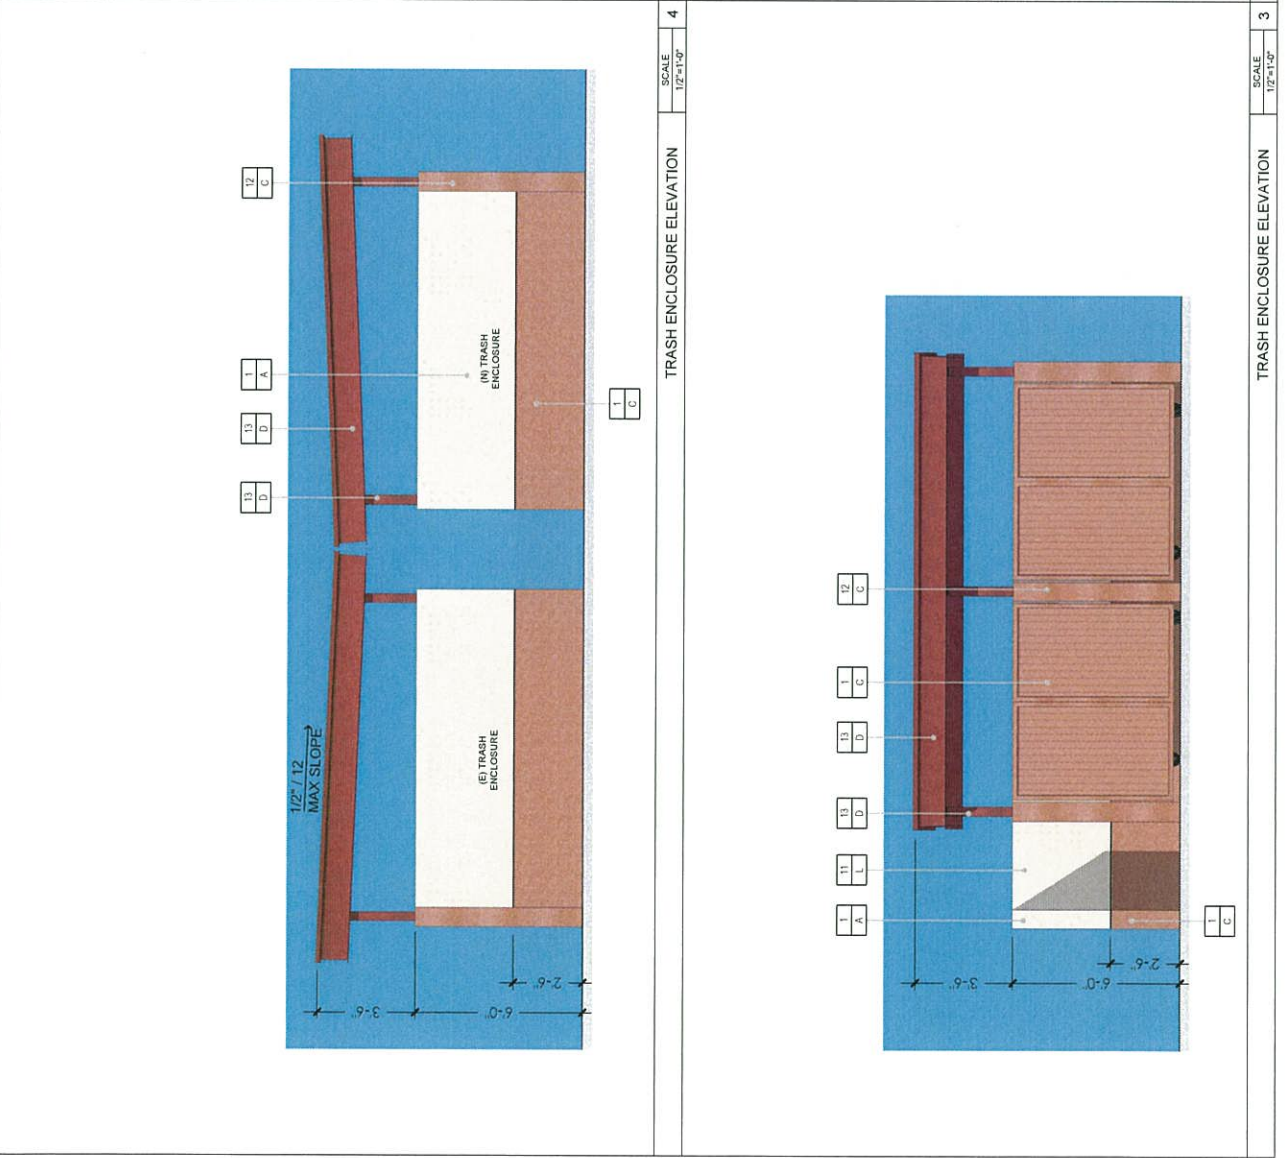 12
C
1
A
13
D
13
D
(N) TRASH
ENCLOSURE
1
C
(E) TRASH
ENCLOSURE
1/2" / 12
MAX SLOPE
3'-6"
6'-0"
2'-6"
TRASH ENCLOSURE ELEVATION
SCALE
1/2"=1'-0"
4
12
C
1
C
13
D
13
D
11
L
1
A
1
C
3'-6"
6'-0"
2'-6"
TRASH ENCLOSURE ELEVATION
SCALE
1/2"=1'-0"
3